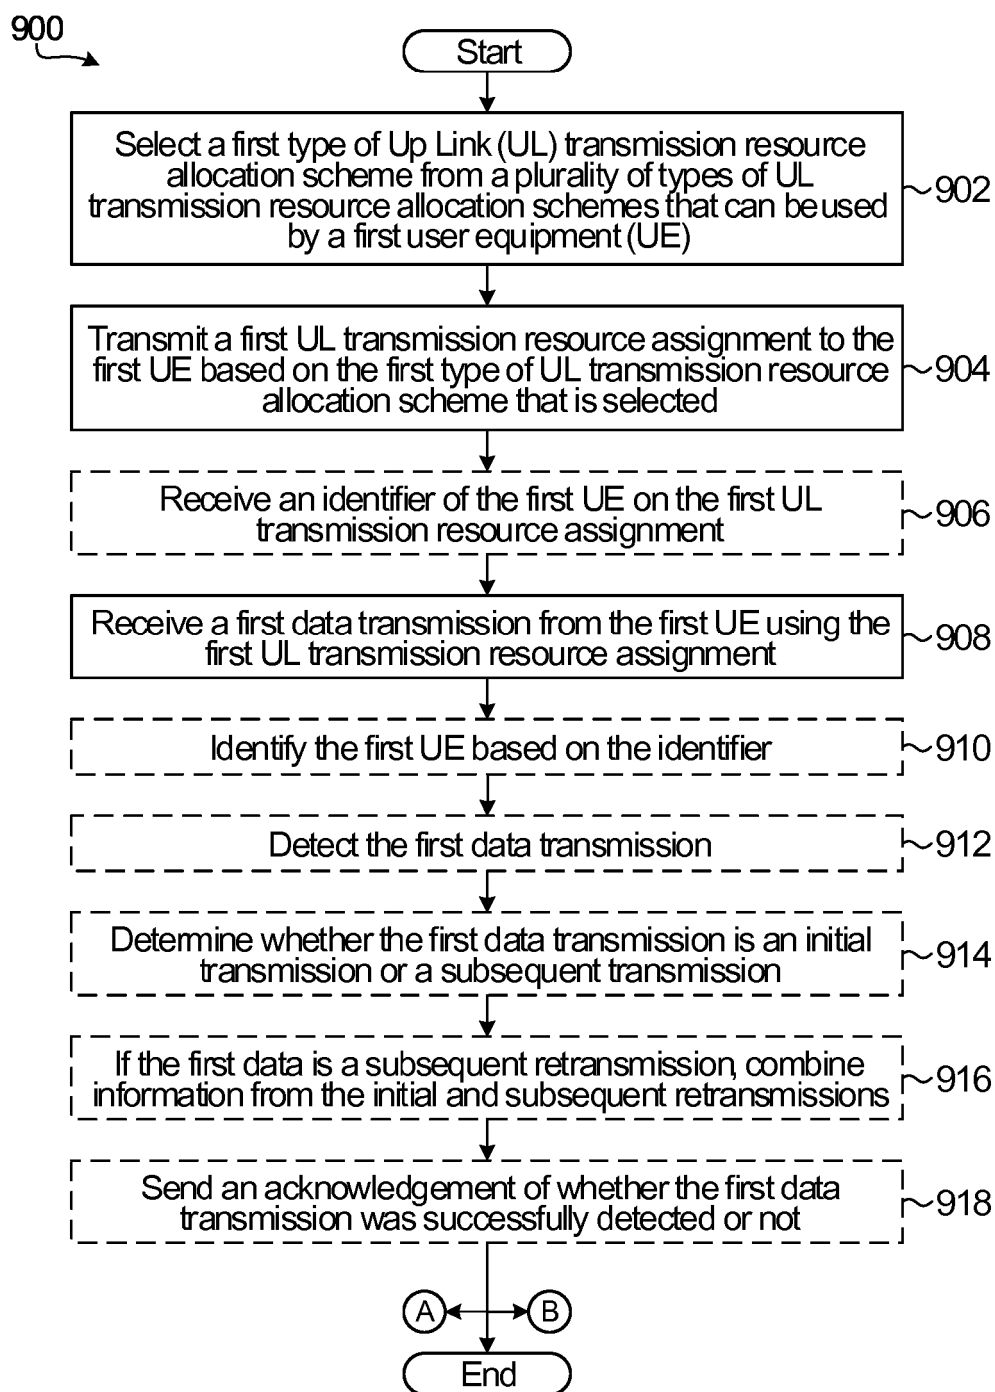 900
Start
Select a first type of Up Link (UL) transmission resource
allocation scheme from a plurality of types of UL
transmission resource allocation schemes that can be used
by a first user equipment (UE)
902
Transmit a first UL transmission resource assignment to the
first UE based on the first type of UL transmission resource
allocation scheme that is selected
904
Receive an identifier of the first UE on the first UL
transmission resource assignment
906
Receive a first data transmission from the first UE using the
first UL transmission resource assignment
908
Identify the first UE based on the identifier
910
Detect the first data transmission
912
Determine whether the first data transmission is an initial
transmission or a subsequent transmission
914
If the first data is a subsequent retransmission, combine
information from the initial and subsequent retransmissions
916
Send an acknowledgement of whether the first data
transmission was successfully detected or not
918
A
B
End